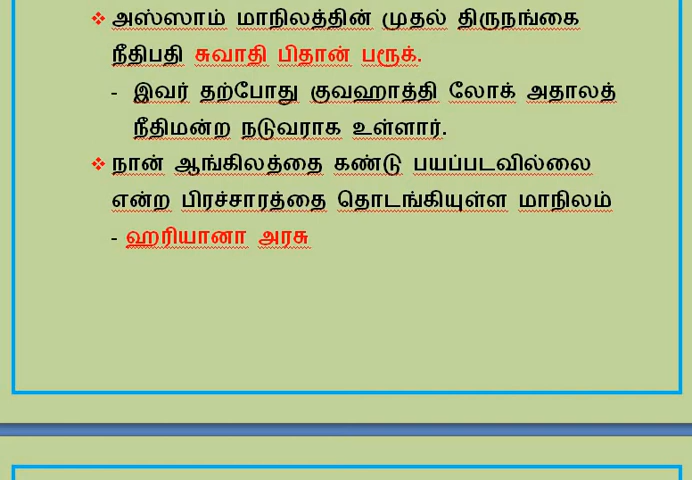 ❖ அஸ்ஸாம் மாநிலத்தின் முதல் திருநங்கை
நீதிபதி சுவாதி பிதான் பரூக்.
- இவர் தற்போது குவஹாத்தி லோக் அதாலத்
நீதிமன்ற நடுவராக உள்ளார்.
❖ நான் ஆங்கிலத்தை கண்டு பயப்படவில்லை
என்ற பிரச்சாரத்தை தொடங்கியுள்ள மாநிலம்
- ஹரியானா அரசு